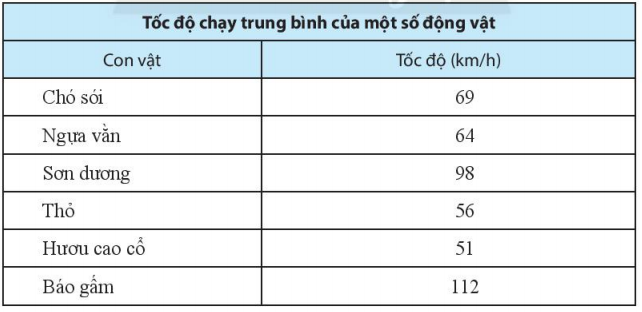 Tốc độ chạy trung bình của một số động vật
Con vật Tốc độ (km/h)
Chó sói 69
Ngựa vằn 64
Sơn dương 98
Thỏ 56
Hươu cao cổ 51
Báo gấm 112